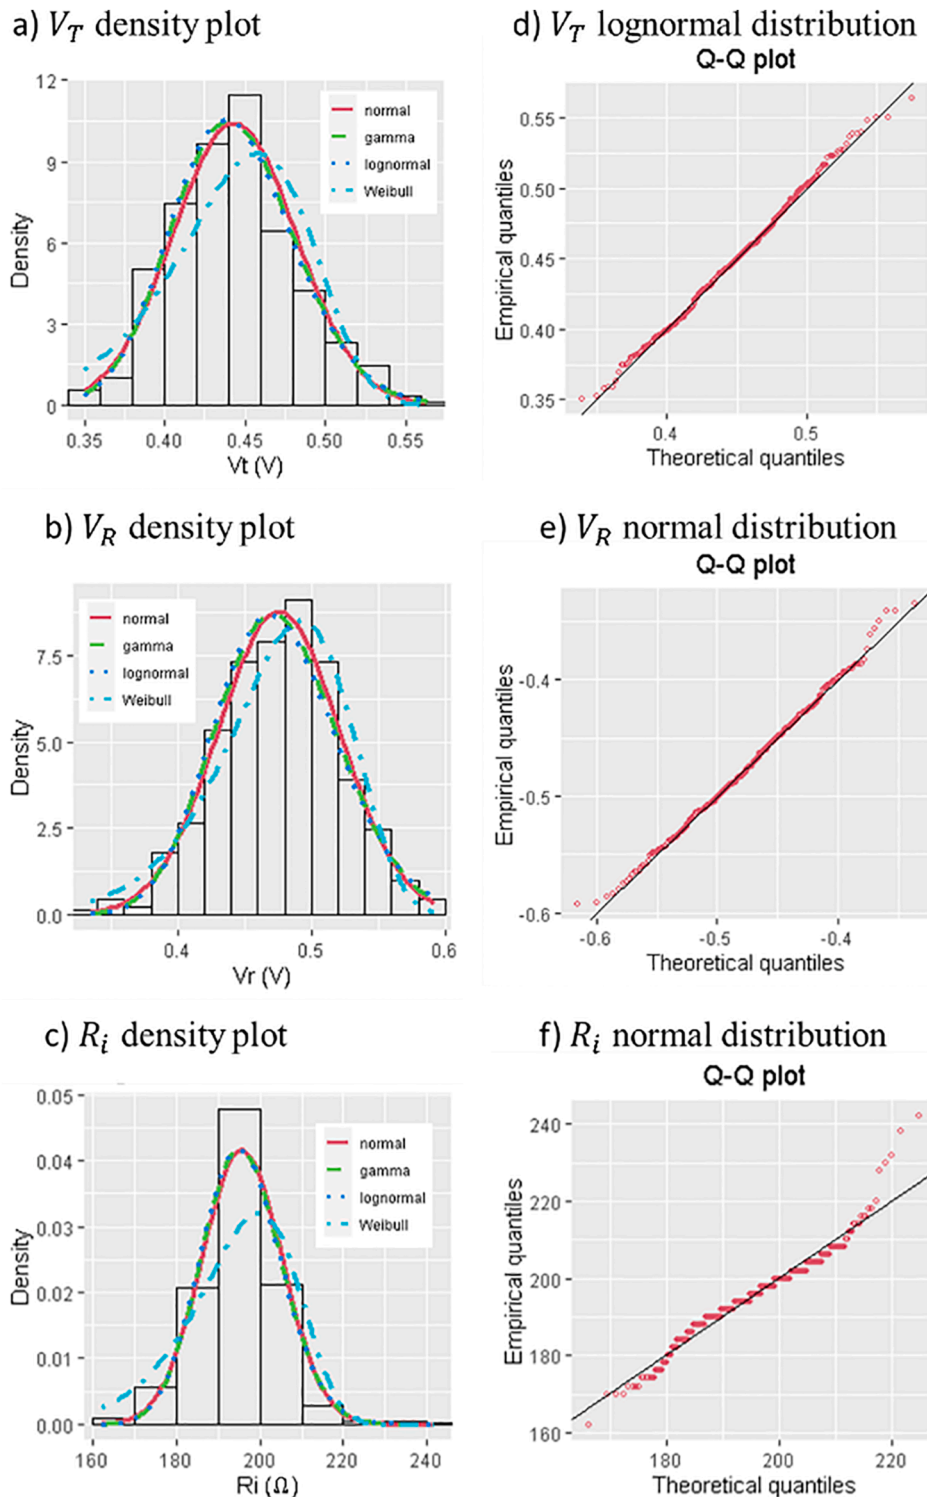 a) V_T density plot
12
9
6
3
0
Density
normal
gamma
lognormal
Weibull
0.35 0.40 0.45 0.50 0.55
Vt (V)
d) V_T lognormal distribution
Q-Q plot
0.55
0.50
0.45
0.40
0.35
Empirical quantiles
0.4 0.5
Theoretical quantiles
b) V_R density plot
7.5
5.0
2.5
0.0
Density
normal
gamma
lognormal
Weibull
0.4 0.5 0.6
Vr (V)
e) V_R normal distribution
Q-Q plot
-0.4
-0.5
-0.6
Empirical quantiles
-0.6 -0.5 -0.4
Theoretical quantiles
c) R_i density plot
0.05
0.04
0.03
0.02
0.01
0.00
Density
normal
gamma
lognormal
Weibull
160 180 200 220 240
Ri (Ω)
f) R_i normal distribution
Q-Q plot
240
220
200
180
160
Empirical quantiles
180 200 220
Theoretical quantiles